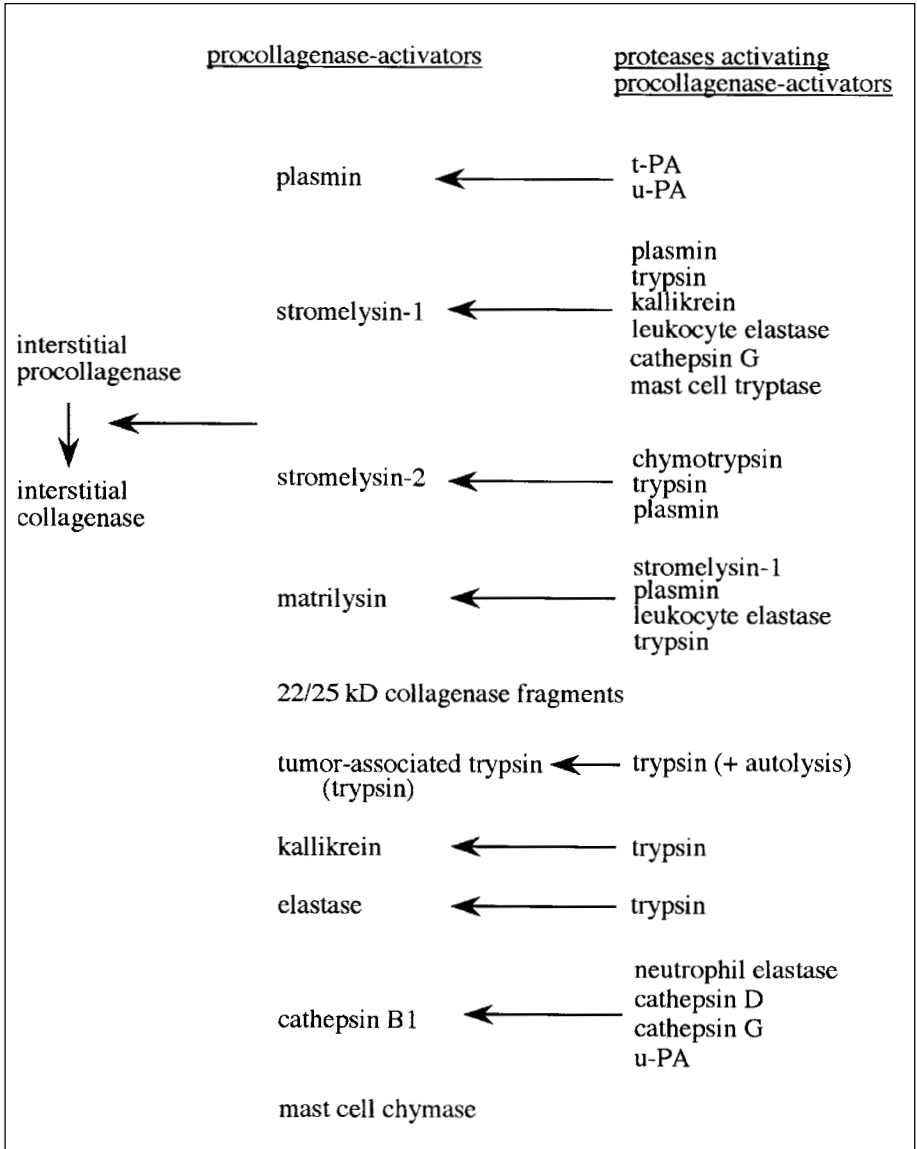 procollagenase-activators
proteases activating
procollagenase-activators
plasmin
t-PA
u-PA
stromelysin-1
plasmin
trypsin
kallikrein
leukocyte elastase
cathepsin G
mast cell tryptase
interstitial
procollagenase
interstitial
collagenase
stromelysin-2
chymotrypsin
trypsin
plasmin
matrilysin
stromelysin-1
plasmin
leukocyte elastase
trypsin
22/25 kD collagenase fragments
tumor-associated trypsin
(trypsin)
trypsin (+ autolysis)
kallikrein
trypsin
elastase
trypsin
cathepsin B1
neutrophil elastase
cathepsin D
cathepsin G
u-PA
mast cell chymase